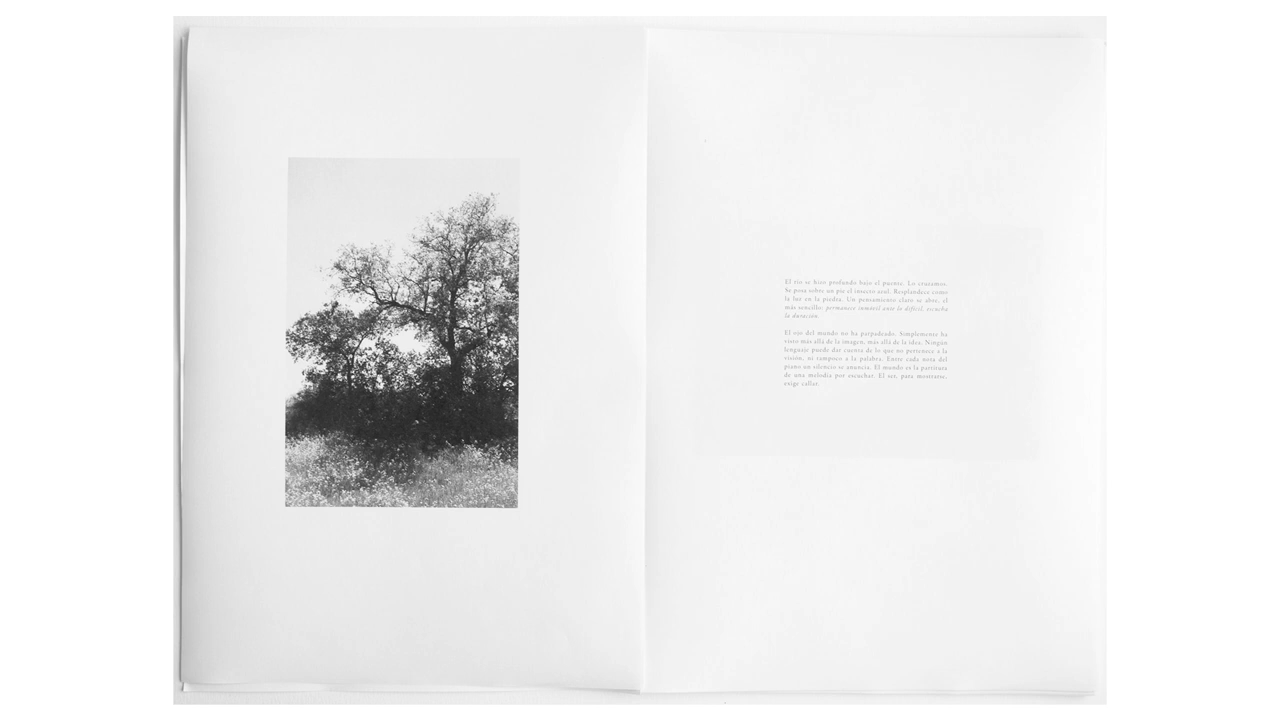 El río se hizo profundo bajo el puente. Lo cruzamos.
Se posa sobre un pie el insecto azul. Resplandece como
la luz en la piedra. Un pensamiento claro se abre, el
más sencillo: permanece inmóvil ante lo difícil, escucha
la duración.
El ojo del mundo no ha parpadeado. Simplemente ha
visto más allá de la imagen, más allá de la idea. Ningún
lenguaje puede dar cuenta de lo que no pertenece a la
visión, ni tampoco a la palabra. Entre cada nota del
piano un silencio se anuncia. El mundo es la partitura
de una melodía por escuchar. El ser, para mostrarse,
exige callar.